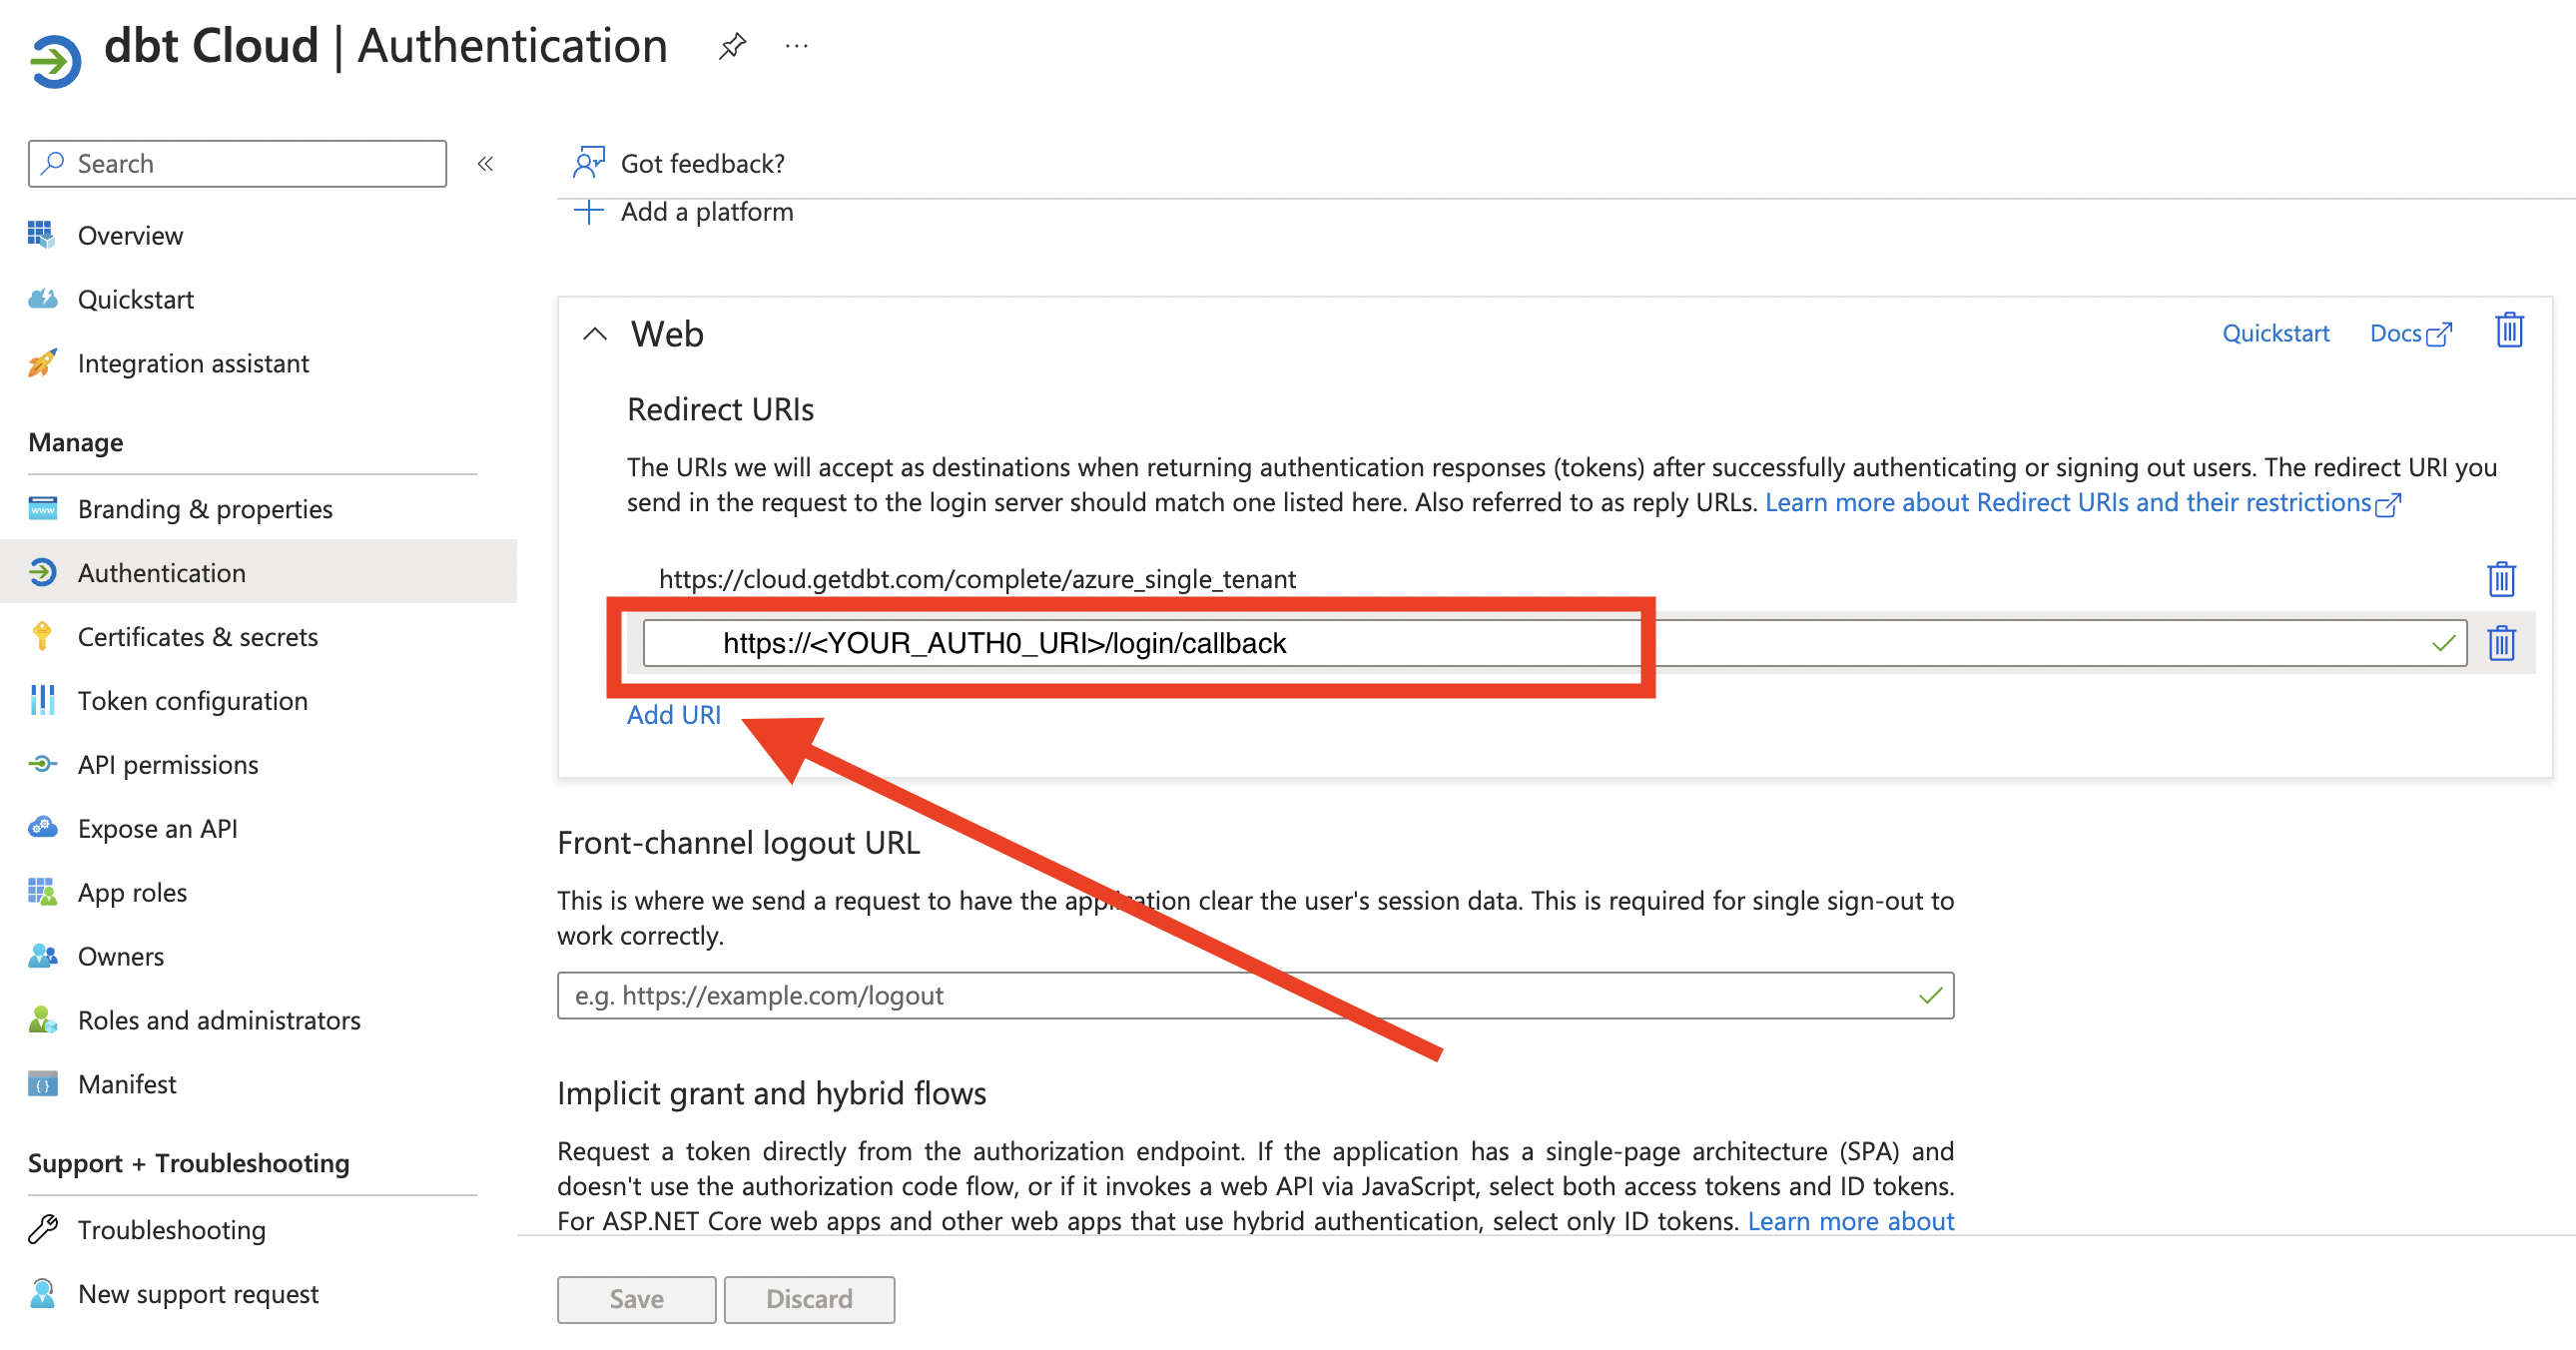 dbt Cloud | Authentication
Search
Overview
Quickstart
Integration assistant
Manage
Branding & properties
Authentication
Certificates & secrets
Token configuration
API permissions
Expose an API
App roles
Owners
Roles and administrators
Manifest
Support + Troubleshooting
Troubleshooting
New support request
Got feedback?
Add a platform
Web
Quickstart
Docs
Redirect URIs
The URIs we will accept as destinations when returning authentication responses (tokens) after successfully authenticating or signing out users. The redirect URI you
send in the request to the login server should match one listed here. Also referred to as reply URLs. Learn more about Redirect URIs and their restrictions
https://cloud.getdbt.com/complete/azure_single_tenant
https://<YOUR_AUTH0_URI>/login/callback
Add URI
Front-channel logout URL
This is where we send a request to have the application clear the user's session data. This is required for single sign-out to
work correctly.
e.g. https://example.com/logout
Implicit grant and hybrid flows
Request a token directly from the authorization endpoint. If the application has a single-page architecture (SPA) and
doesn't use the authorization code flow, or if it invokes a web API via JavaScript, select both access tokens and ID tokens.
For ASP.NET Core web apps and other web apps that use hybrid authentication, select only ID tokens. Learn more about
Save
Discard